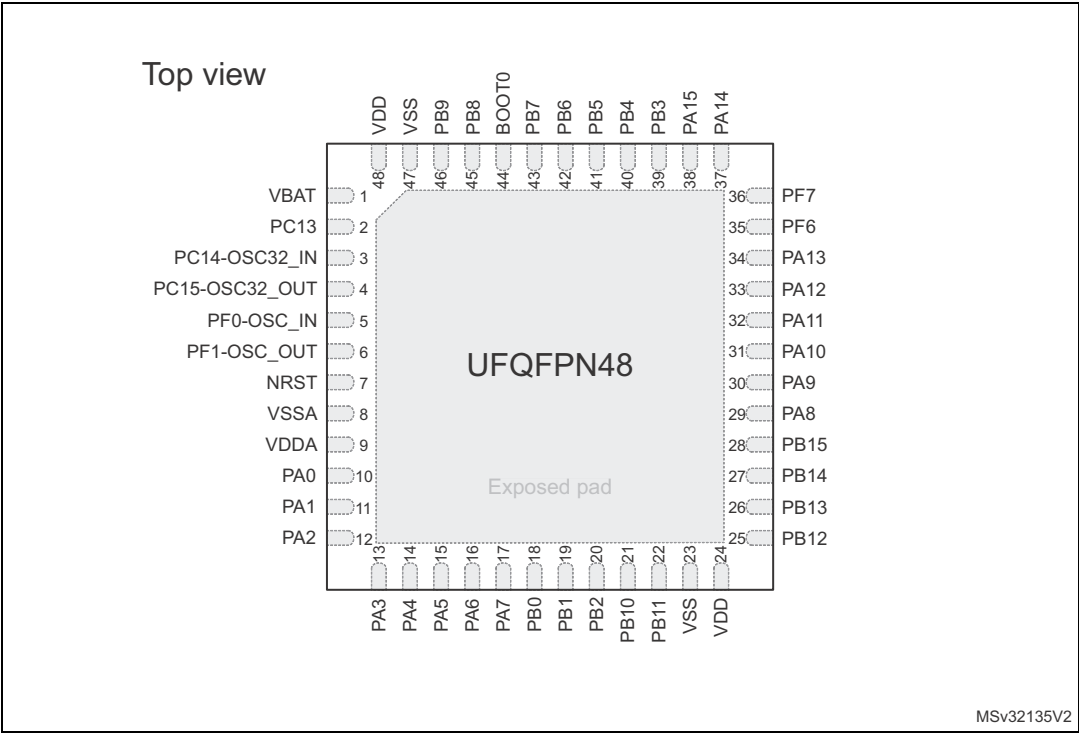 Top view
VDD
VSS
PB9
PB8
BOOT0
PB7
PB6
PB5
PB4
PB3
PA15
PA14
48
47
46
45
44
43
42
41
40
39
38
37
VBAT 1
PC13 2
PC14-OSC32_IN 3
PC15-OSC32_OUT 4
PF0-OSC_IN 5
PF1-OSC_OUT 6
NRST 7
VSSA 8
VDDA 9
PA0 10
PA1 11
PA2 12
36 PF7
35 PF6
34 PA13
33 PA12
32 PA11
31 PA10
30 PA9
29 PA8
28 PB15
27 PB14
26 PB13
25 PB12
UFQFPN48
Exposed pad
13
14
15
16
17
18
19
20
21
22
23
24
PA3
PA4
PA5
PA6
PA7
PB0
PB1
PB2
PB10
PB11
VSS
VDD
MSv32135V2